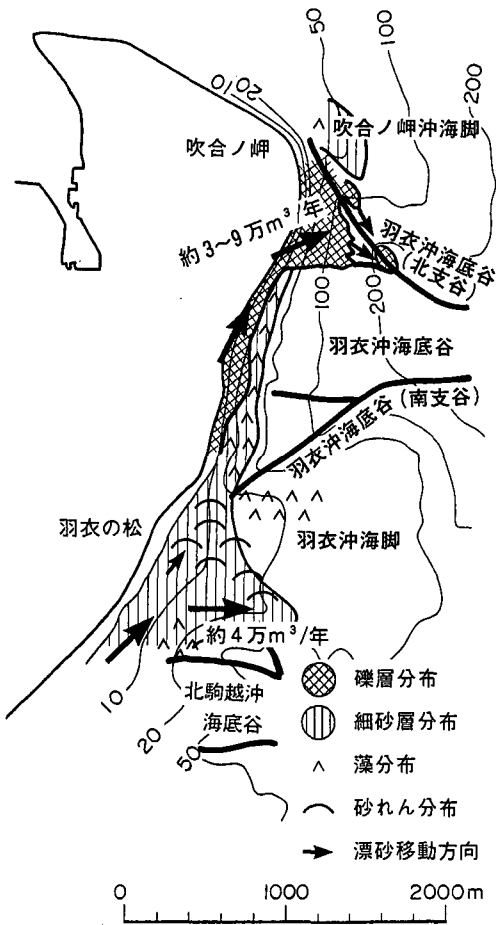 50
100
200
20
10
吹合ノ岬
吹合ノ岬沖海脚
約3~9万m³/年
羽衣沖海底谷
(北支谷)
100
200
羽衣沖海底谷
羽衣沖海底谷(南支谷)
羽衣の松
羽衣沖海脚
約4万m³/年
北駒越沖
海底谷
10
20
50
礫層分布
細砂層分布
藻分布
砂れん分布
漂砂移動方向
0 1000 2000m